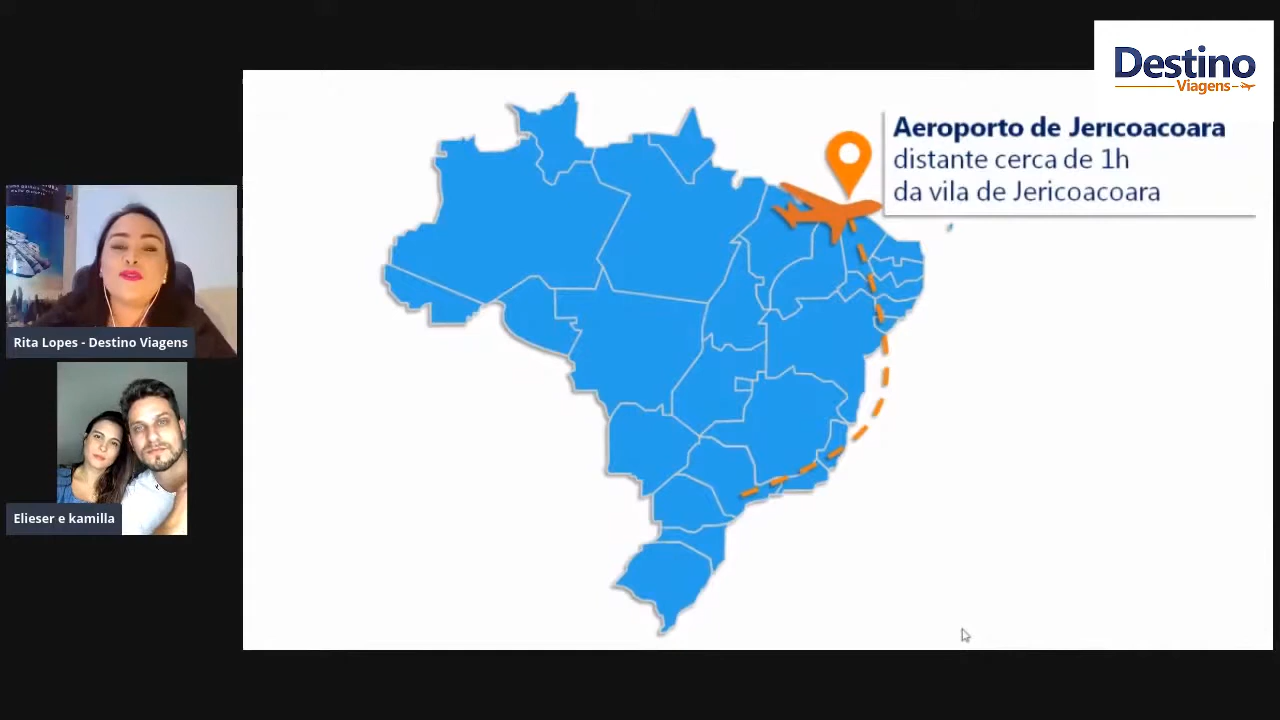 Destino
Viagens
Aeroporto de Jericoacoara
distante cerca de 1h
da vila de Jericoacoara
Rita Lopes - Destino Viagens
Elieser e kamilla